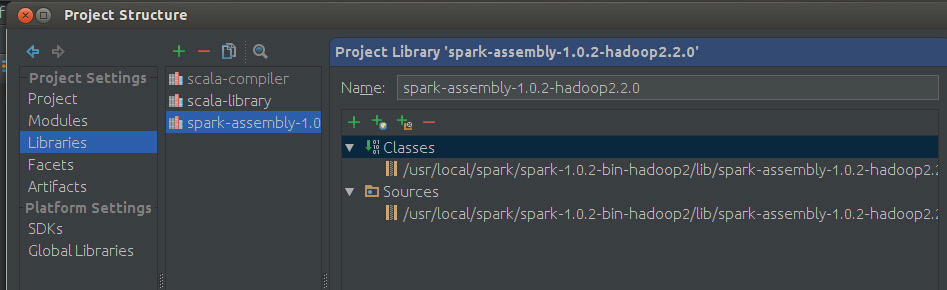 Project Structure
Project Settings
Project
Modules
Libraries
Facets
Artifacts
Platform Settings
SDKs
Global Libraries
scala-compiler
scala-library
spark-assembly-1.0
Project Library 'spark-assembly-1.0.2-hadoop2.2.0'
Name: spark-assembly-1.0.2-hadoop2.2.0
Classes
/usr/local/spark/spark-1.0.2-bin-hadoop2/lib/spark-assembly-1.0.2-hadoop2.2
Sources
/usr/local/spark/spark-1.0.2-bin-hadoop2/lib/spark-assembly-1.0.2-hadoop2.2